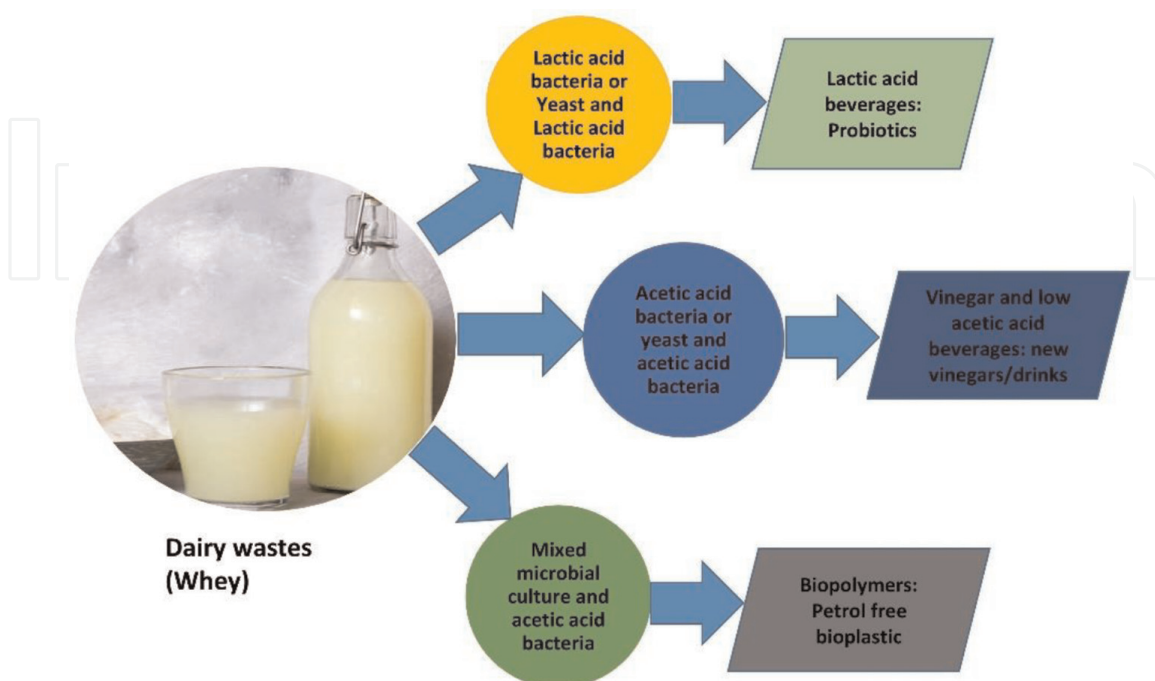 Lactic acid
bacteria or
Yeast and
Lactic acid
bacteria
Lactic acid
beverages:
Probiotics
Acetic acid
bacteria or
yeast and
acetic acid
bacteria
Vinegar and low
acetic acid
beverages: new
vinegars/drinks
Dairy wastes
(Whey)
Mixed
microbial
culture and
acetic acid
bacteria
Biopolymers:
Petrol free
bioplastic